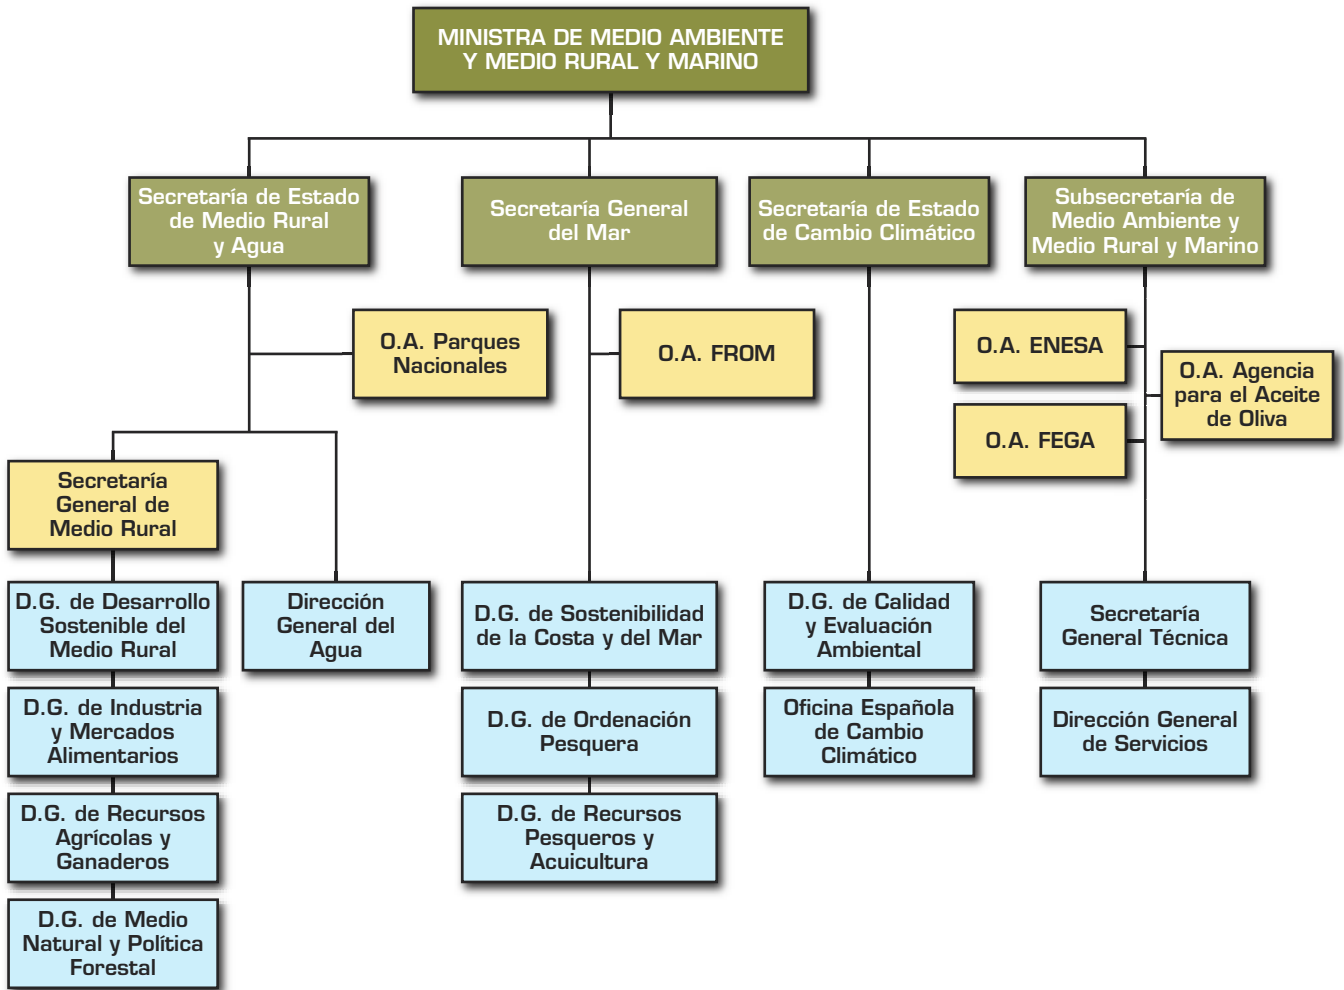 MINISTRA DE MEDIO AMBIENTE
Y MEDIO RURAL Y MARINO
Secretaría de Estado
de Medio Rural
y Agua
Secretaría General
del Mar
Secretaría de Estado
de Cambio Climático
Subsecretaría de
Medio Ambiente y
Medio Rural y Marino
O.A. Parques
Nacionales
O.A. FROM
O.A. ENESA
O.A. Agencia
para el Aceite
de Oliva
O.A. FEGA
Secretaría
General de
Medio Rural
D.G. de Desarrollo
Sostenible del
Medio Rural
Dirección
General del
Agua
D.G. de Sostenibilidad
de la Costa y del Mar
D.G. de Calidad
y Evaluación
Ambiental
Secretaría
General Técnica
D.G. de Industria
y Mercados
Alimentarios
D.G. de Ordenación
Pesquera
Oficina Española
de Cambio
Climático
Dirección General
de Servicios
D.G. de Recursos
Agrícolas y
Ganaderos
D.G. de Recursos
Pesqueros y
Acuicultura
D.G. de Medio
Natural y Política
Forestal